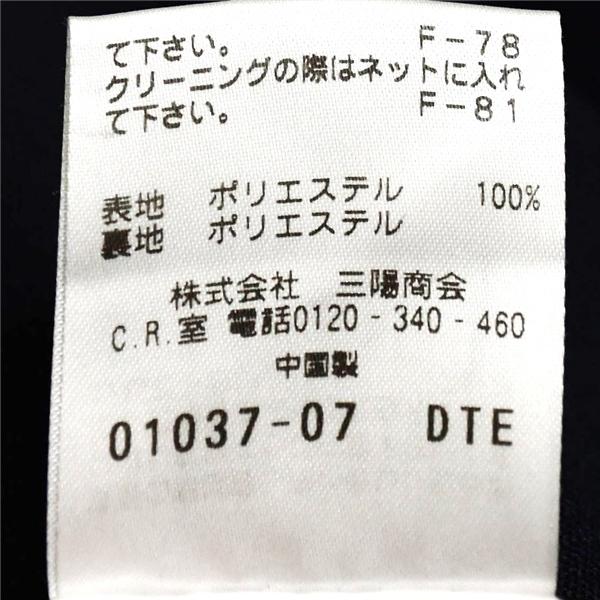 て下さい。 F-78
クリーニングの際はネットに入れ
て下さい。 F-81
表地 ポリエステル 100%
裏地 ポリエステル
株式会社 三陽商会
C.R.室 電話0120-340-460
中国製
01037-07 DTE